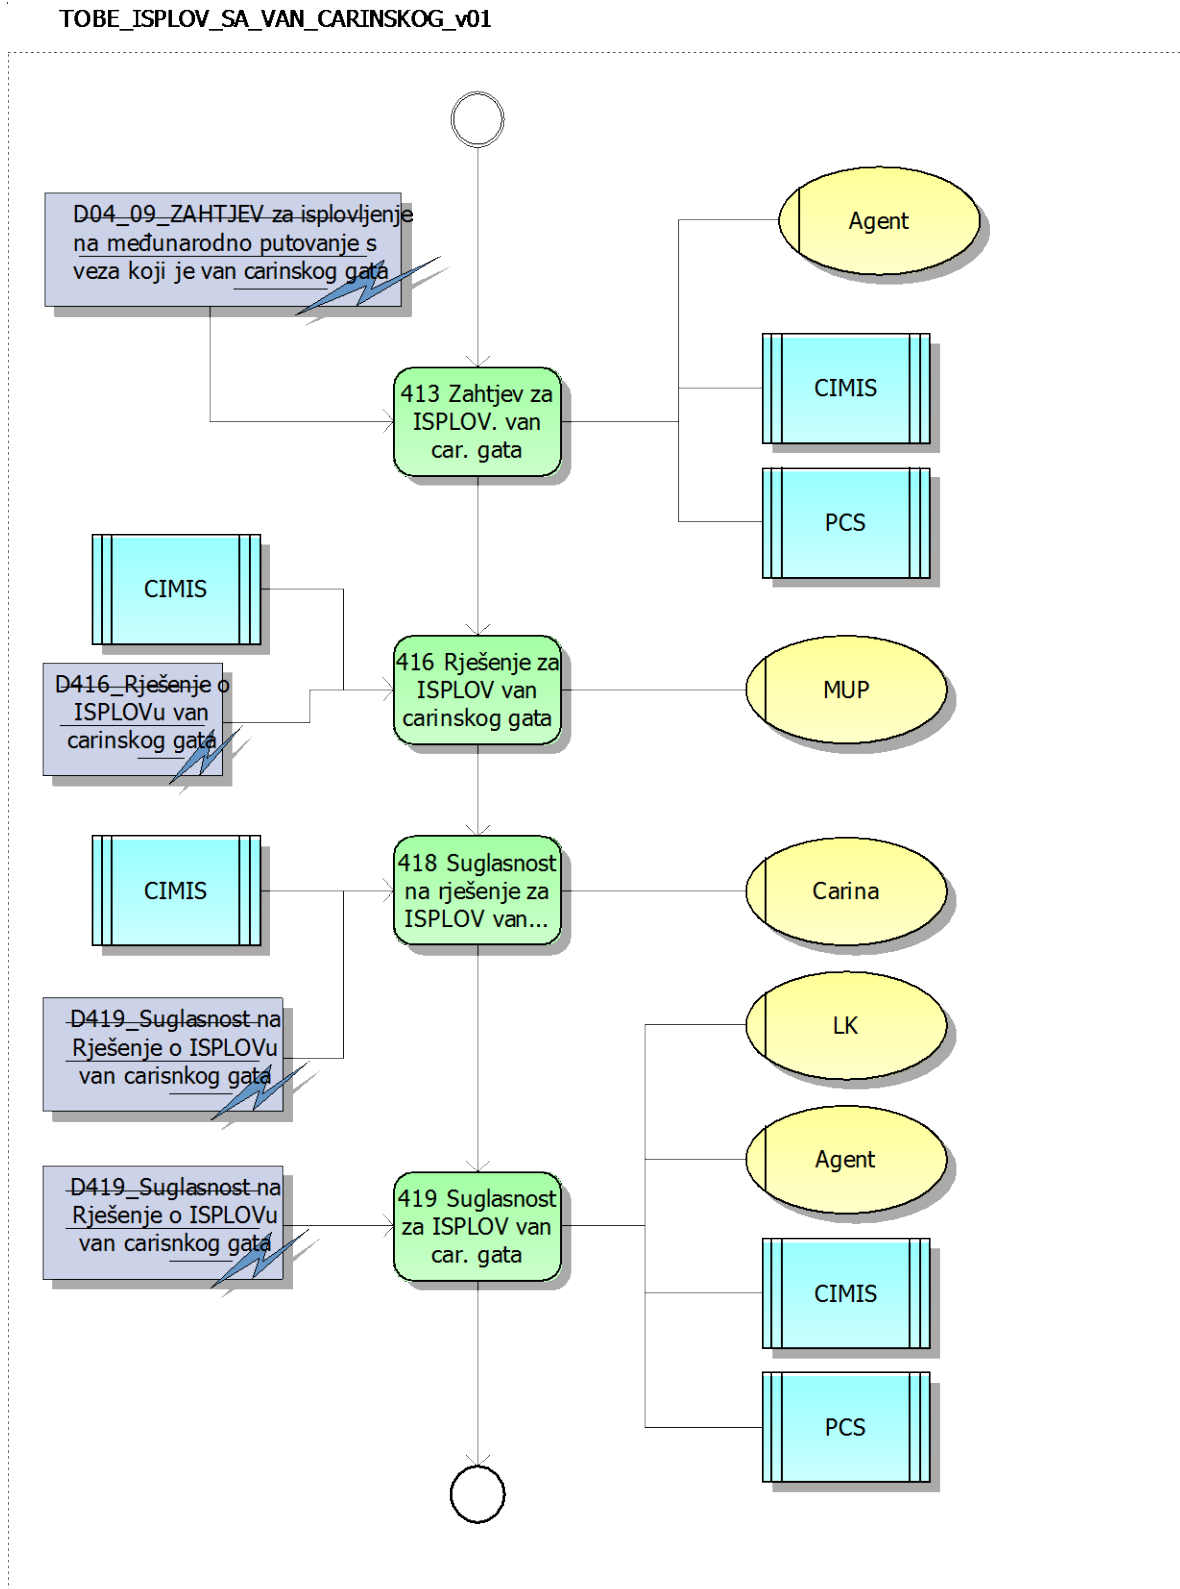 TOBE_ISPLOV_SA_VAN_CARINSKOG_v01
D04_09_ZAHTJEV za isplovljenje
na međunarodno putovanje s
veza koji je van carinskog gata
Agent
413 Zahtjev za
ISPLOV. van
car. gata
CIMIS
PCS
CIMIS
416 Rješenje za
ISPLOV van
carinskog gata
MUP
D416_Rješenje o
ISPLOVu van
carinskog gata
CIMIS
418 Suglasnost
na rješenje za
ISPLOV van...
Carina
D419_Suglasnost na
Rješenje o ISPLOVu
van carisnkog gata
LK
Agent
D419_Suglasnost na
Rješenje o ISPLOVu
van carisnkog gata
419 Suglasnost
za ISPLOV van
car. gata
CIMIS
PCS